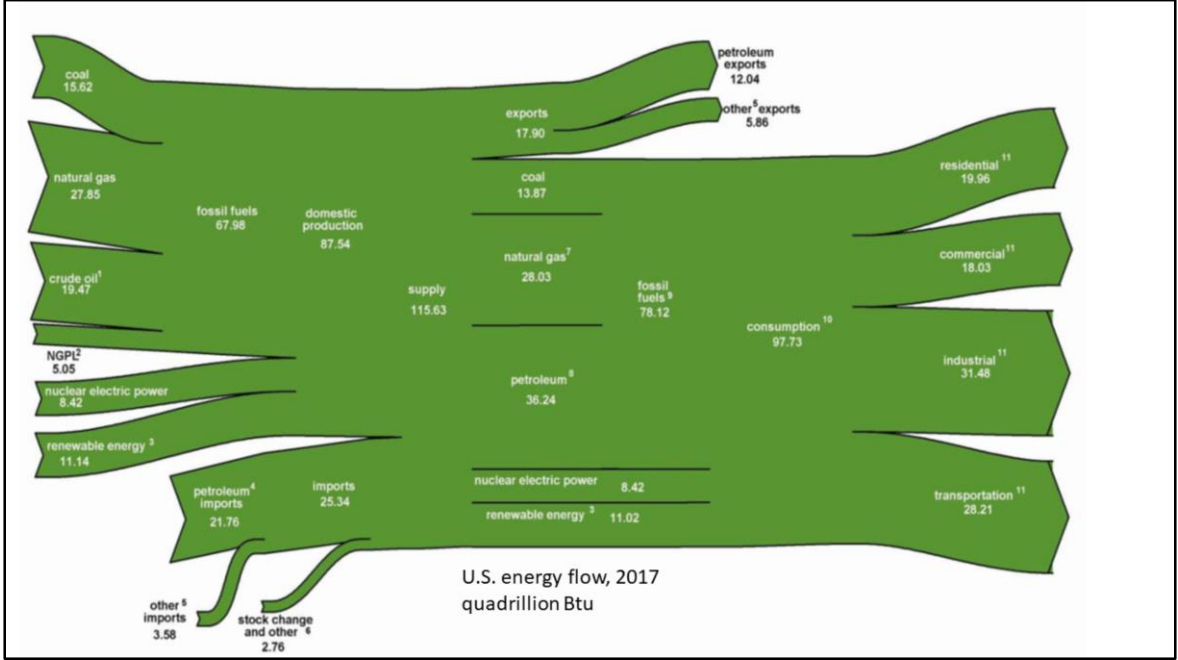 coal
15.62
natural gas
27.85
crude oil1
19.47
NGPL2
5.05
nuclear electric power
8.42
renewable energy 3
11.14
petroleum4
imports
21.76
other 5
imports
3.58
stock change
and other 6
2.76
imports
25.34
fossil fuels
67.98
domestic
production
87.54
supply
115.63
exports
17.90
petroleum
exports
12.04
other5 exports
5.86
coal
13.87
natural gas7
28.03
petroleum8
36.24
nuclear electric power 8.42
renewable energy 3 11.02
fossil
fuels 9
78.12
consumption 10
97.73
residential 11
19.96
commercial 11
18.03
industrial 11
31.48
transportation 11
28.21
U.S. energy flow, 2017
quadrillion Btu